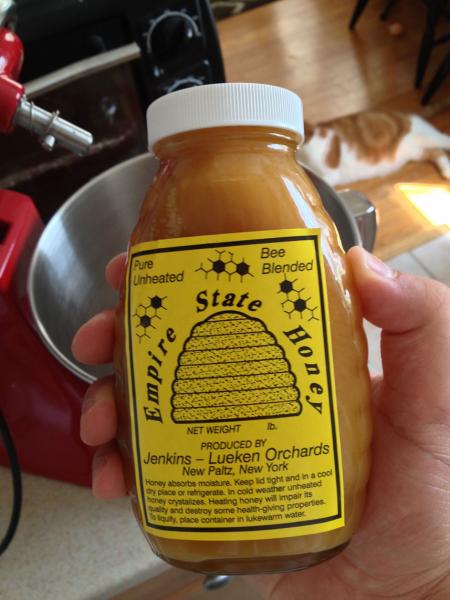 Pure Bee
Unheated Blended
Empire State Honey
NET WEIGHT lb.
PRODUCED BY
Jenkins – Lueken Orchards
New Paltz, New York
Honey absorbs moisture. Keep lid tight and in a cool
dry place or refrigerate. In cold weather unheated
honey crystalizes. Heating honey will impair its
quality and destroy some health-giving properties.
To liquify, place container in lukewarm water.